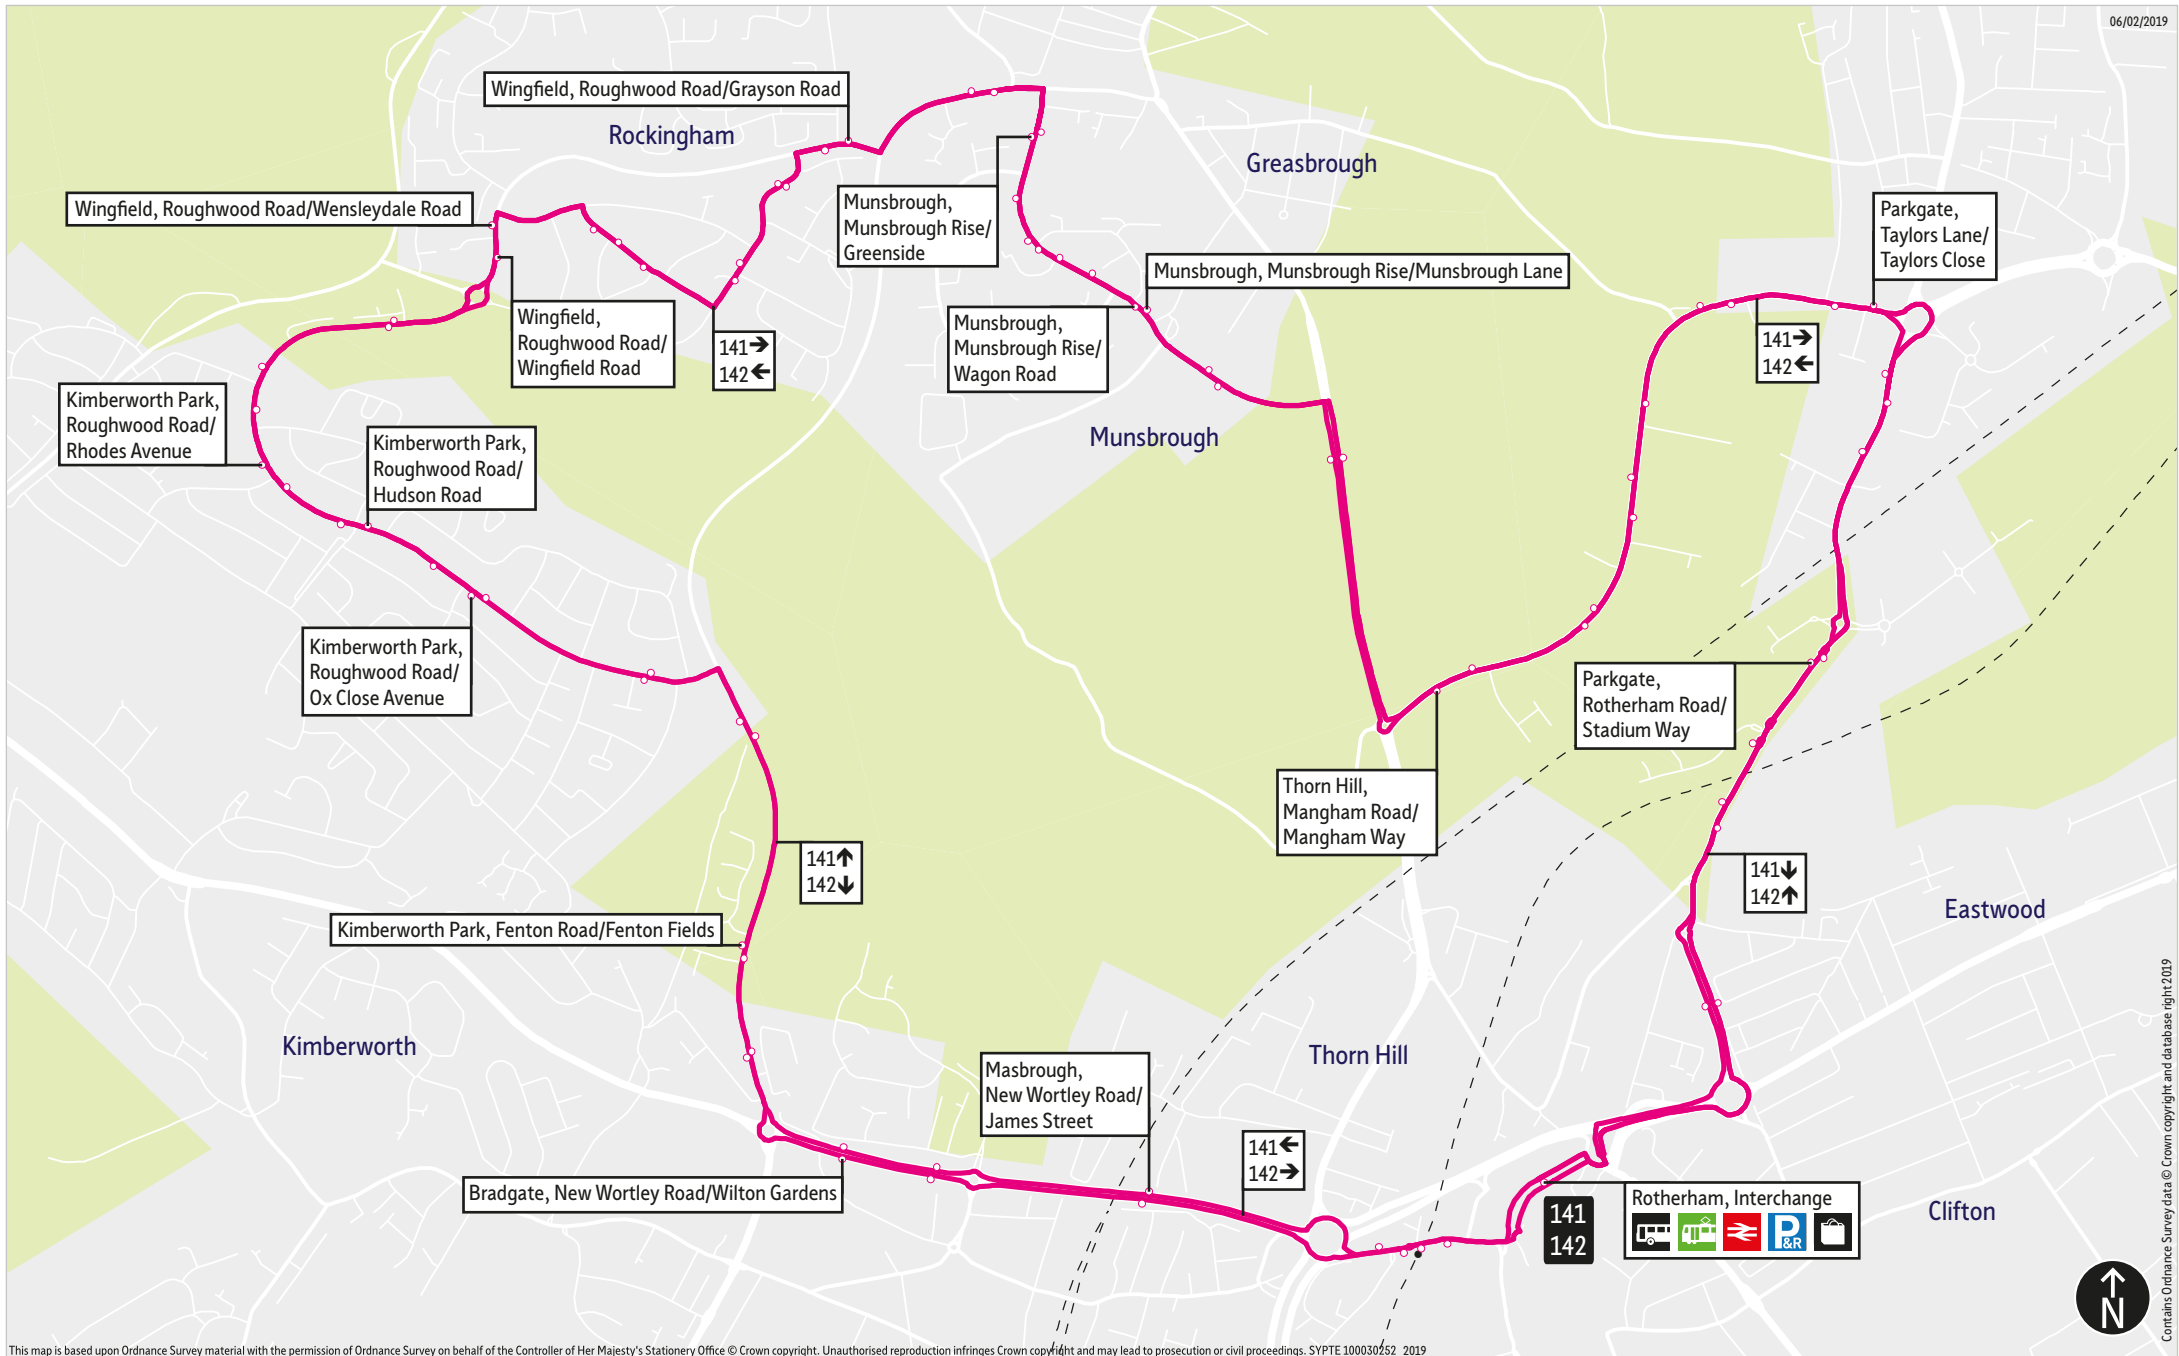 06/02/2019
Wingfield, Roughwood Road/Grayson Road
Rockingham
Greasbrough
Wingfield, Roughwood Road/Wensleydale Road
Munsbrough,
Munsbrough Rise/
Greenside
Parkgate,
Taylors Lane/
Taylors Close
Munsbrough, Munsbrough Rise/Munsbrough Lane
Wingfield,
Roughwood Road/
Wingfield Road
141→
142←
Munsbrough,
Munsbrough Rise/
Wagon Road
141→
142←
Kimberworth Park,
Roughwood Road/
Rhodes Avenue
Kimberworth Park,
Roughwood Road/
Hudson Road
Munsbrough
Kimberworth Park,
Roughwood Road/
Ox Close Avenue
Parkgate,
Rotherham Road/
Stadium Way
Thorn Hill,
Mangham Road/
Mangham Way
141↑
142↓
141↓
142↑
Eastwood
Kimberworth Park, Fenton Road/Fenton Fields
Kimberworth
Thorn Hill
Masbrough,
New Wortley Road/
James Street
141←
142→
Bradgate, New Wortley Road/Wilton Gardens
141
142
Rotherham, Interchange
P
&R
Clifton
N
Contains Ordnance Survey data © Crown copyright and database right 2019
This map is based upon Ordnance Survey material with the permission of Ordnance Survey on behalf of the Controller of Her Majesty's Stationery Office © Crown copyright. Unauthorised reproduction infringes Crown copyright and may lead to prosecution or civil proceedings. SYPTE 100030252 2019